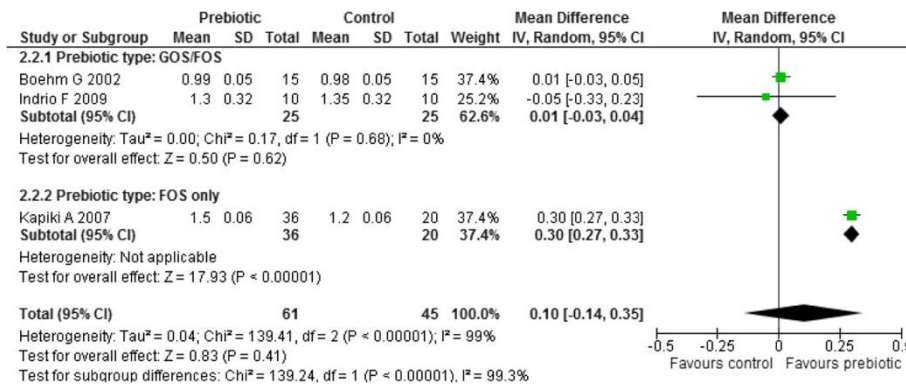 Prebiotic Control Mean Difference Mean Difference
Study or Subgroup Mean SD Total Mean SD Total Weight IV, Random, 95% CI IV, Random, 95% CI
2.2.1 Prebiotic type: GOS/FOS
Boehm G 2002 0.99 0.05 15 0.98 0.05 15 37.4% 0.01 [-0.03, 0.05]
Indrio F 2009 1.3 0.32 10 1.35 0.32 10 25.2% -0.05 [-0.33, 0.23]
Subtotal (95% CI) 25 25 62.6% 0.01 [-0.03, 0.04]
Heterogeneity: Tau² = 0.00; Chi² = 0.17, df = 1 (P = 0.68); I² = 0%
Test for overall effect: Z = 0.50 (P = 0.62)
2.2.2 Prebiotic type: FOS only
Kapiki A 2007 1.5 0.06 36 1.2 0.06 20 37.4% 0.30 [0.27, 0.33]
Subtotal (95% CI) 36 20 37.4% 0.30 [0.27, 0.33]
Heterogeneity: Not applicable
Test for overall effect: Z = 17.93 (P < 0.00001)
Total (95% CI) 61 45 100.0% 0.10 [-0.14, 0.35]
Heterogeneity: Tau² = 0.04; Chi² = 139.41, df = 2 (P < 0.00001); I² = 99%
Test for overall effect: Z = 0.83 (P = 0.41)
Test for subgroup differences: Chi² = 139.24, df = 1 (P < 0.00001), I² = 99.3%
-0.5 -0.25 0 0.25 0.5
Favours control Favours prebiotic